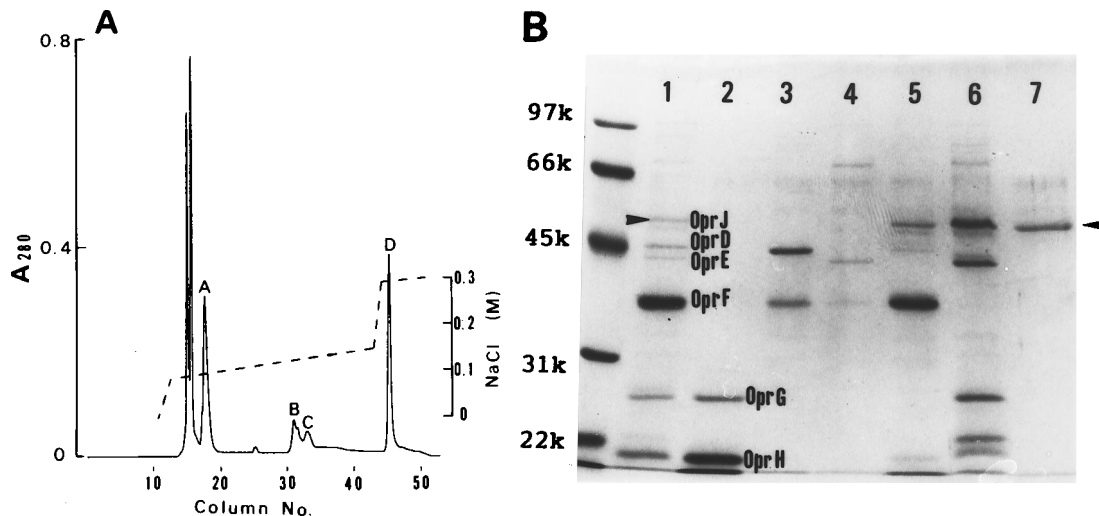 A
0.8
0.4
0
A280
A
B
C
D
0.3
0.2
0.1
0
NaCl (M)
10
20
30
40
50
Column No.
B
1 2 3 4 5 6 7
97k
66k
45k
31k
22k
OprJ
OprD
OprE
OprF
OprG
OprH